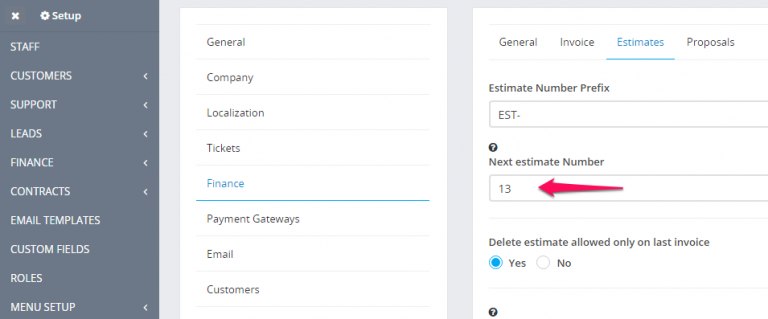 Setup
STAFF
CUSTOMERS
SUPPORT
LEADS
FINANCE
CONTRACTS
EMAIL TEMPLATES
CUSTOM FIELDS
ROLES
MENU SETUP
General
Company
Localization
Tickets
Finance
Payment Gateways
Email
Customers
General Invoice Estimates Proposals
Estimate Number Prefix
EST-
Next estimate Number
13
Delete estimate allowed only on last invoice
Yes No